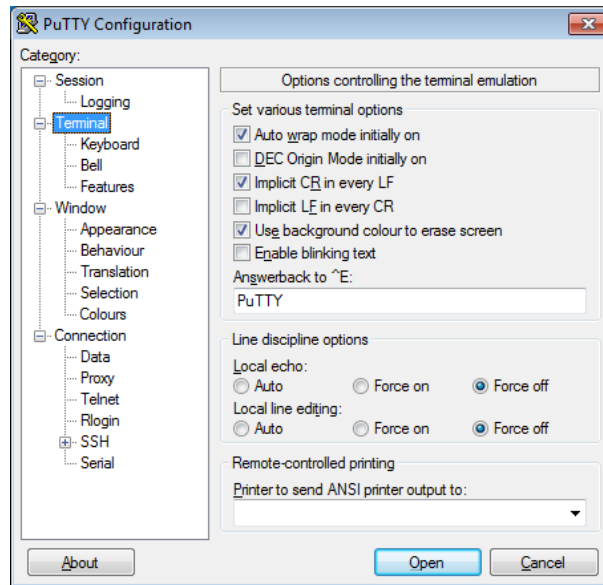 PuTTY Configuration
Category:
Session
Logging
Terminal
Keyboard
Bell
Features
Window
Appearance
Behaviour
Translation
Selection
Colours
Connection
Data
Proxy
Telnet
Rlogin
SSH
Serial
Options controlling the terminal emulation
Set various terminal options
Auto wrap mode initially on
DEC Origin Mode initially on
Implicit CR in every LF
Implicit LF in every CR
Use background colour to erase screen
Enable blinking text
Answerback to ^E:
PuTTY
Line discipline options
Local echo:
Auto Force on Force off
Local line editing:
Auto Force on Force off
Remote-controlled printing
Printer to send ANSI printer output to:
About Open Cancel